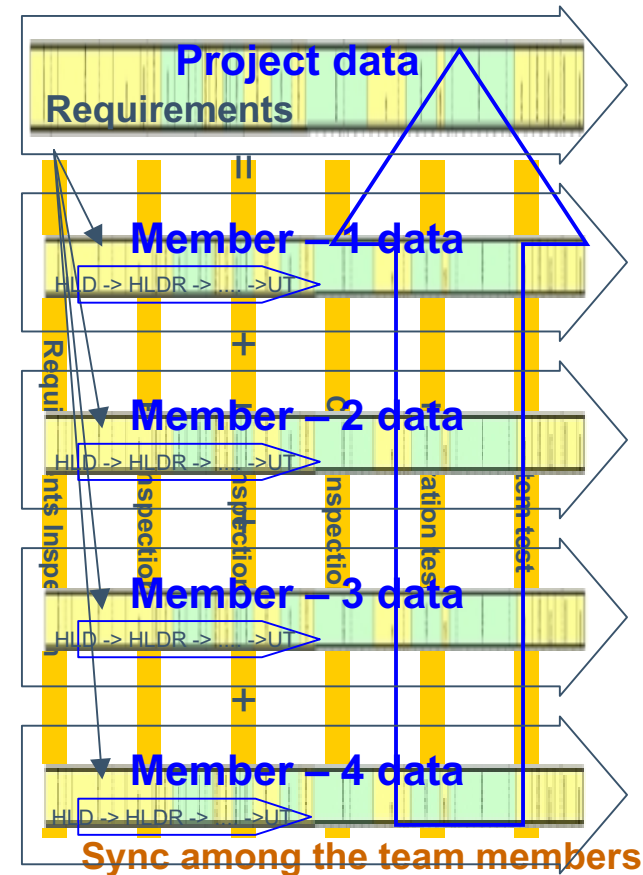 Project data
Requirements
=
Member – 1 data
HLD -> HLDR -> ..... ->UT
+
Member – 2 data
HLD -> HLDR -> ..... ->UT
+
Member – 3 data
HLD -> HLDR -> ..... ->UT
+
Member – 4 data
HLD -> HLDR -> ..... ->UT
Sync among the team members